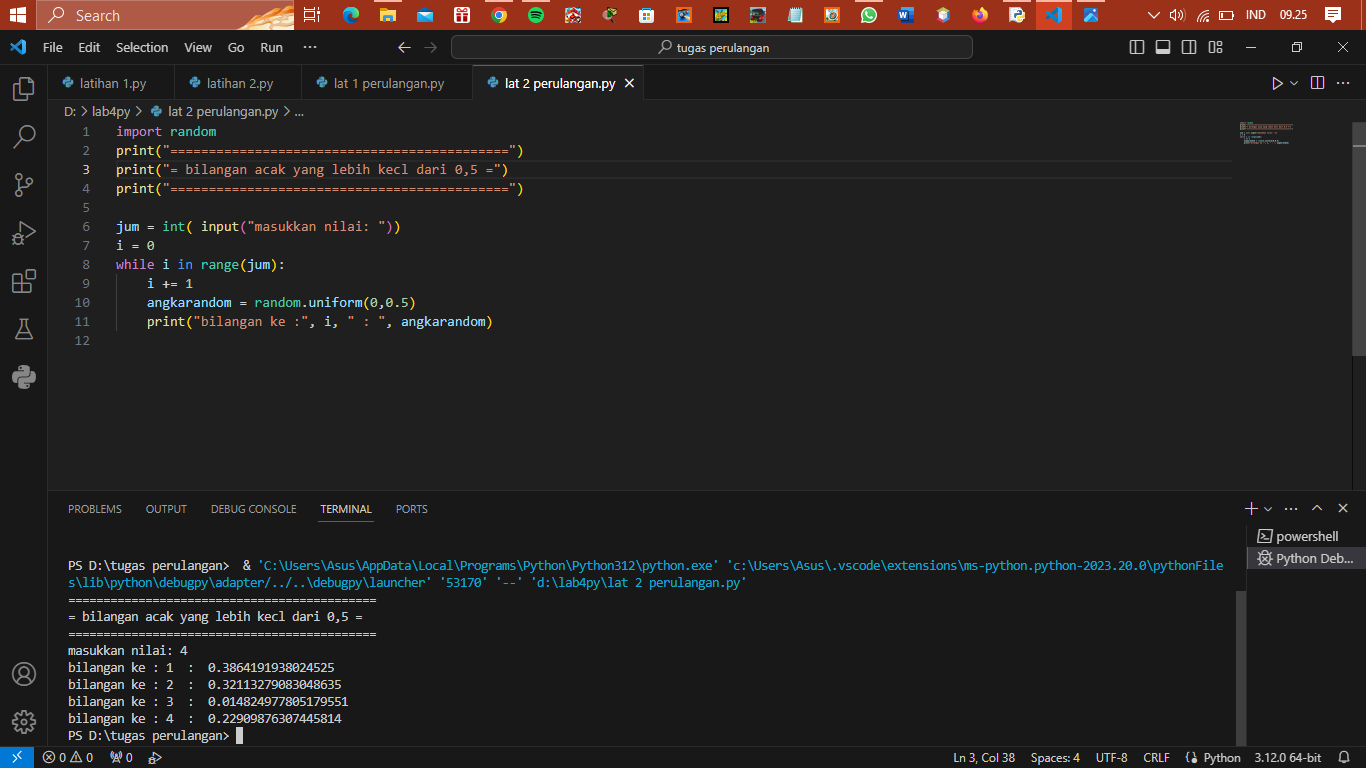 Search
IND
09.25
File Edit Selection View Go Run ···
tugas perulangan
latihan 1.py
latihan 2.py
lat 1 perulangan.py
lat 2 perulangan.py
D: > lab4py > lat 2 perulangan.py > ...
1 import random
2 print("============================================")
3 print("= bilangan acak yang lebih kecl dari 0,5 =")
4 print("============================================")
5
6 jum = int( input("masukkan nilai: "))
7 i = 0
8 while i in range(jum):
9 i += 1
10 angkarandom = random.uniform(0,0.5)
11 print("bilangan ke :", i, " : ", angkarandom)
12
PROBLEMS OUTPUT DEBUG CONSOLE TERMINAL PORTS
powershell
Python Deb...
PS D:\tugas perulangan> & 'C:\Users\Asus\AppData\Local\Programs\Python\Python312\python.exe' 'c:\Users\Asus\.vscode\extensions\ms-python.python-2023.20.0\pythonFile
s\lib\python\debugpy\adapter/../..\debugpy\launcher' '53170' '--' 'd:\lab4py\lat 2 perulangan.py'
============================================
= bilangan acak yang lebih kecl dari 0,5 =
============================================
masukkan nilai: 4
bilangan ke : 1 : 0.3864191938024525
bilangan ke : 2 : 0.32113279083048635
bilangan ke : 3 : 0.014824977805179551
bilangan ke : 4 : 0.22909876307445814
PS D:\tugas perulangan>
0 0 0 Ln 3, Col 38 Spaces: 4 UTF-8 CRLF Python 3.12.0 64-bit